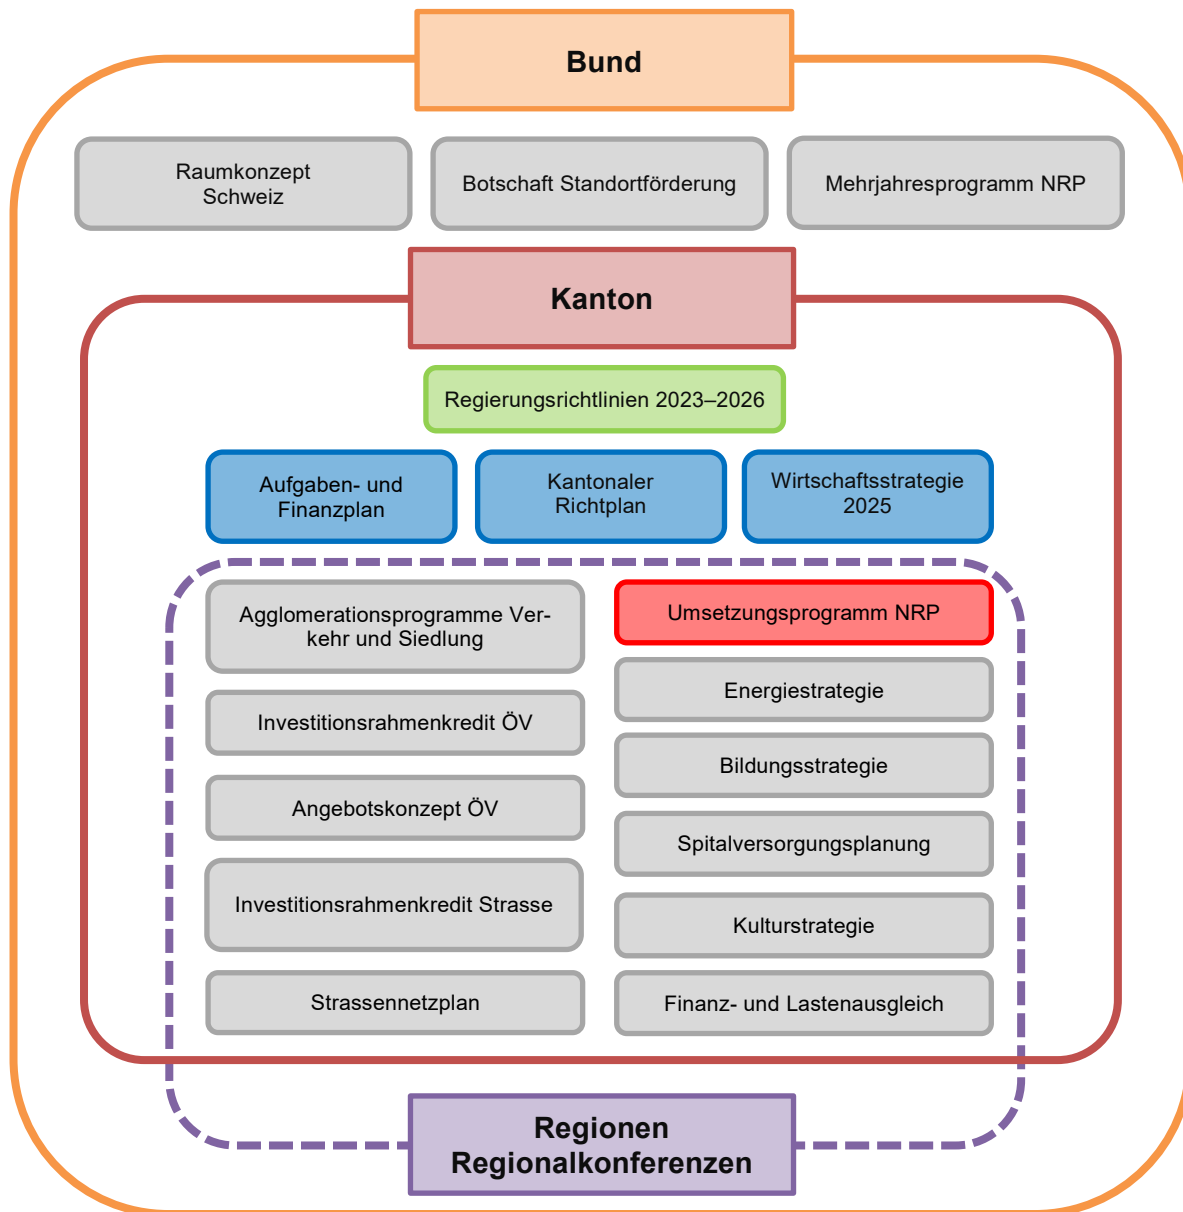 Bund
Raumkonzept
Schweiz
Botschaft Standortförderung
Mehrjahresprogramm NRP
Kanton
Regierungsrichtlinien 2023–2026
Aufgaben- und
Finanzplan
Kantonaler
Richtplan
Wirtschaftsstrategie
2025
Agglomerationsprogramme Ver-
kehr und Siedlung
Investitionsrahmenkredit ÖV
Angebotskonzept ÖV
Investitionsrahmenkredit Strasse
Strassennetzplan
Umsetzungsprogramm NRP
Energiestrategie
Bildungsstrategie
Spitalversorgungsplanung
Kulturstrategie
Finanz- und Lastenausgleich
Regionen
Regionalkonferenzen